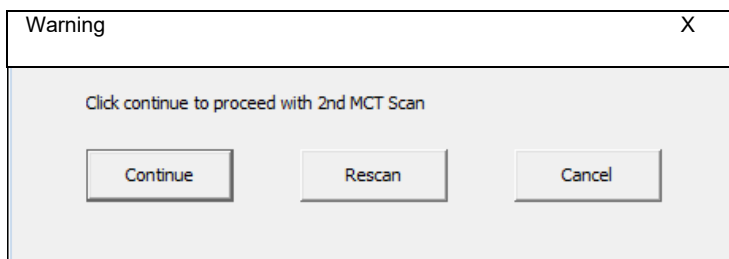 Warning X
Click continue to proceed with 2nd MCT Scan
Continue Rescan Cancel